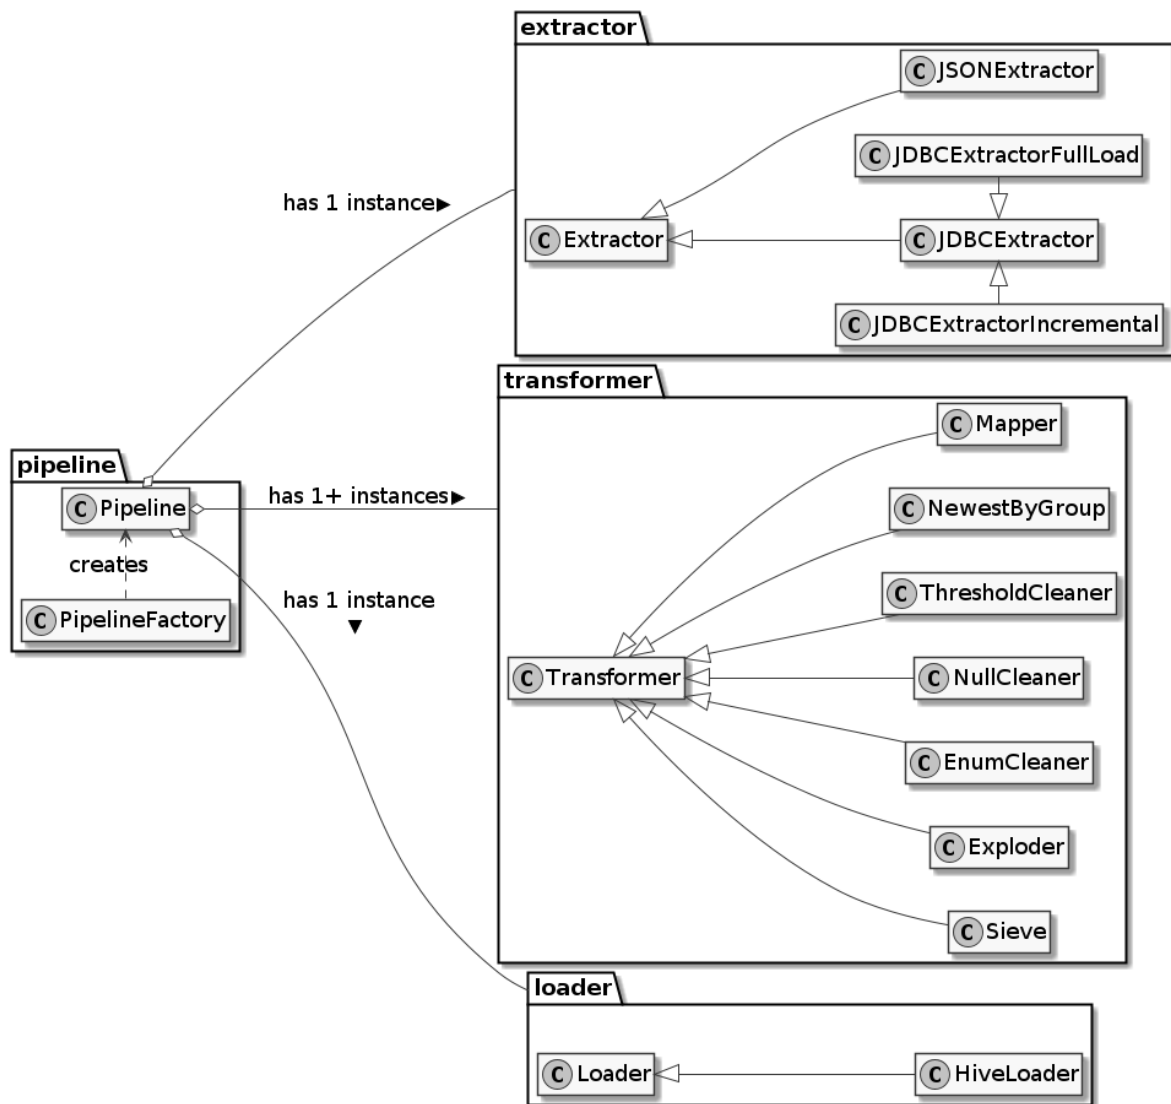 extractor
C JSONExtractor
C JDBCExtractorFullLoad
has 1 instance▶
C Extractor
C JDBCExtractor
C JDBCExtractorIncremental
transformer
C Mapper
pipeline
C Pipeline
has 1+ instances▶
C NewestByGroup
creates
C ThresholdCleaner
has 1 instance
▼
C PipelineFactory
C Transformer
C NullCleaner
C EnumCleaner
C Exploder
C Sieve
loader
C Loader
C HiveLoader